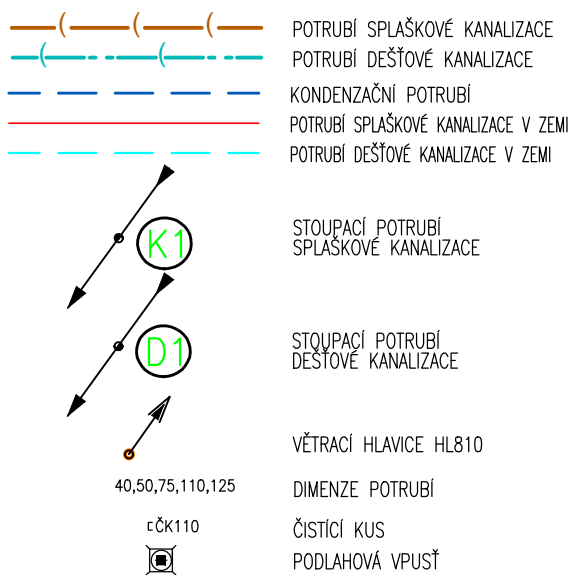 POTRUBÍ SPLAŠKOVÉ KANALIZACE
POTRUBÍ DEŠŤOVÉ KANALIZACE
KONDENZAČNÍ POTRUBÍ
POTRUBÍ SPLAŠKOVÉ KANALIZACE V ZEMI
POTRUBÍ DEŠŤOVÉ KANALIZACE V ZEMI
K1
STOUPACÍ POTRUBÍ
SPLAŠKOVÉ KANALIZACE
D1
STOUPACÍ POTRUBÍ
DEŠŤOVÉ KANALIZACE
VĚTRACÍ HLAVICE HL810
40,50,75,110,125 DIMENZE POTRUBÍ
ČK110 ČISTÍCÍ KUS
PODLAHOVÁ VPUSŤ